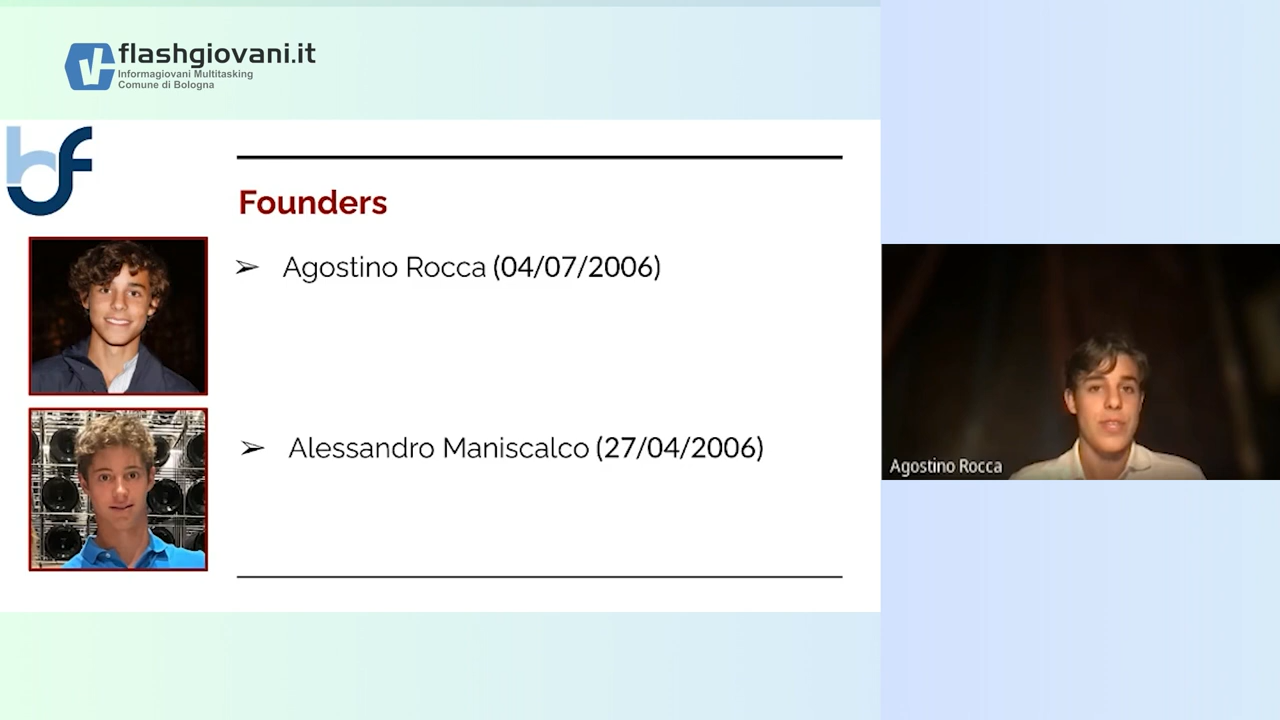 flashgiovani.it
Informagiovani Multitasking
Comune di Bologna
bf
Founders
➢ Agostino Rocca (04/07/2006)
➢ Alessandro Maniscalco (27/04/2006)
Agostino Rocca